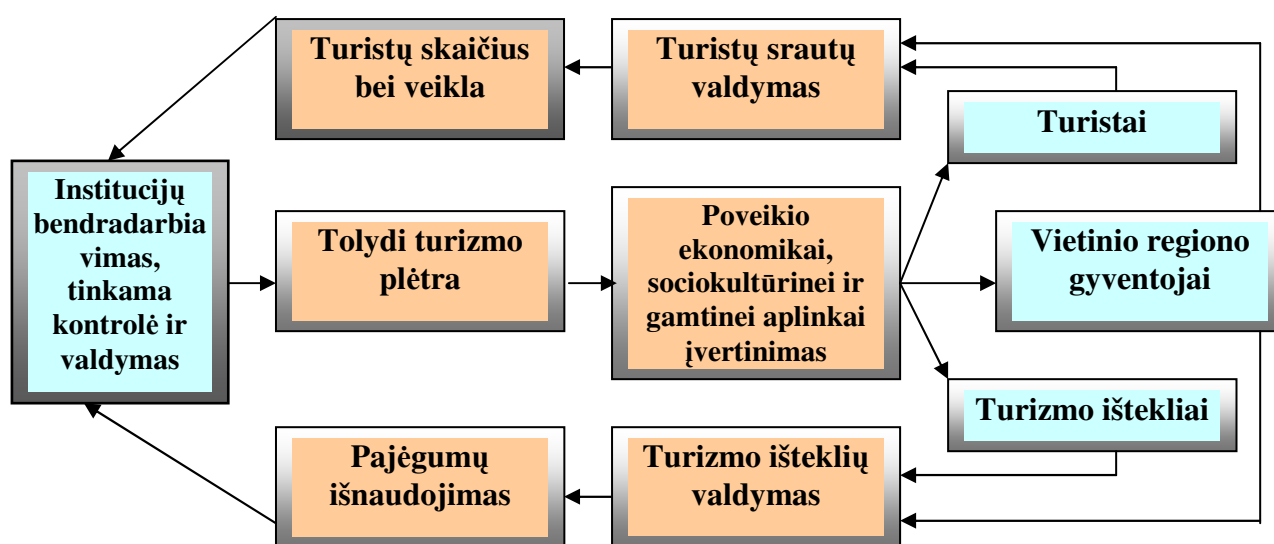 Turistų skaičius
bei veikla
Turistų srautų
valdymas
Turistai
Institucijų
bendradarbia
vimas,
tinkama
kontrolė ir
valdymas
Tolydi turizmo
plėtra
Poveikio
ekonomikai,
sociokultūrinei ir
gamtinei aplinkai
įvertinimas
Vietinio regiono
gyventojai
Turizmo ištekliai
Pajėgumų
išnaudojimas
Turizmo išteklių
valdymas